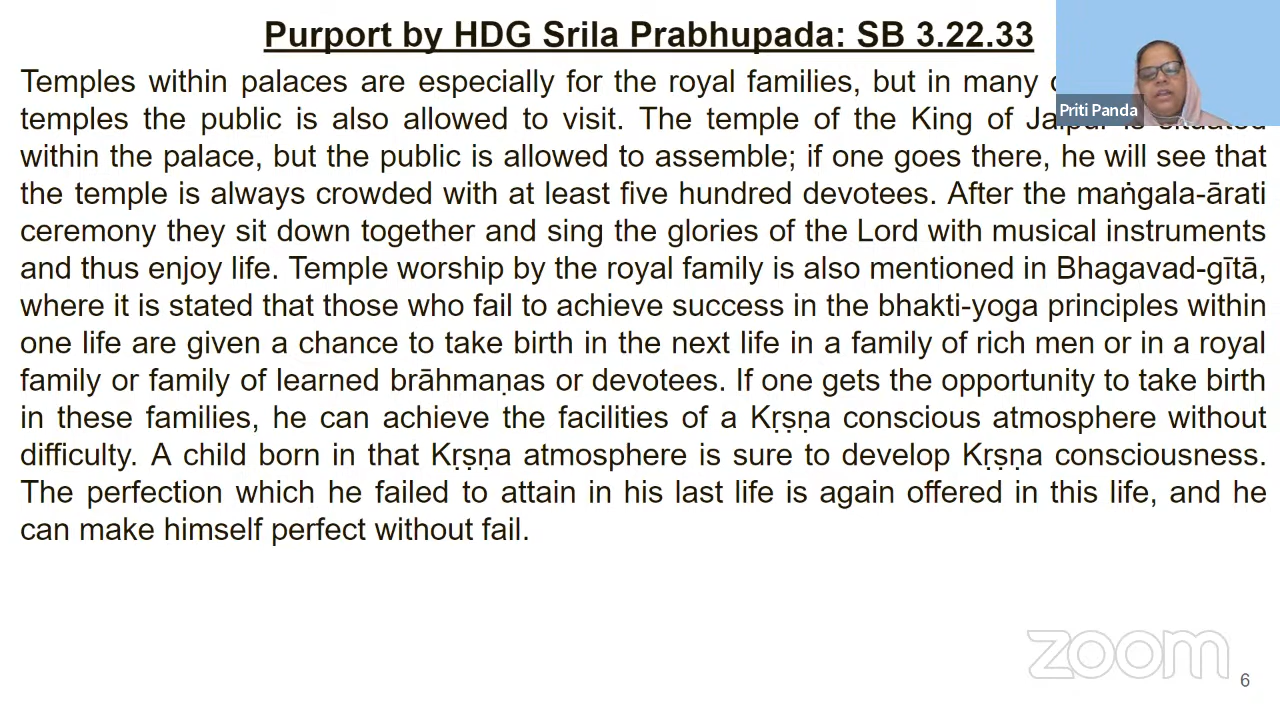 Purport by HDG Srila Prabhupada: SB 3.22.33
Temples within palaces are especially for the royal families, but in many
temples the public is also allowed to visit. The temple of the King of Jaipur is situated
within the palace, but the public is allowed to assemble; if one goes there, he will see that
the temple is always crowded with at least five hundred devotees. After the maṅgala-ārati
ceremony they sit down together and sing the glories of the Lord with musical instruments
and thus enjoy life. Temple worship by the royal family is also mentioned in Bhagavad-gītā,
where it is stated that those who fail to achieve success in the bhakti-yoga principles within
one life are given a chance to take birth in the next life in a family of rich men or in a royal
family or family of learned brāhmaṇas or devotees. If one gets the opportunity to take birth
in these families, he can achieve the facilities of a Kṛṣṇa conscious atmosphere without
difficulty. A child born in that Kṛṣṇa atmosphere is sure to develop Kṛṣṇa consciousness.
The perfection which he failed to attain in his last life is again offered in this life, and he
can make himself perfect without fail.
Priti Panda
zoom
6